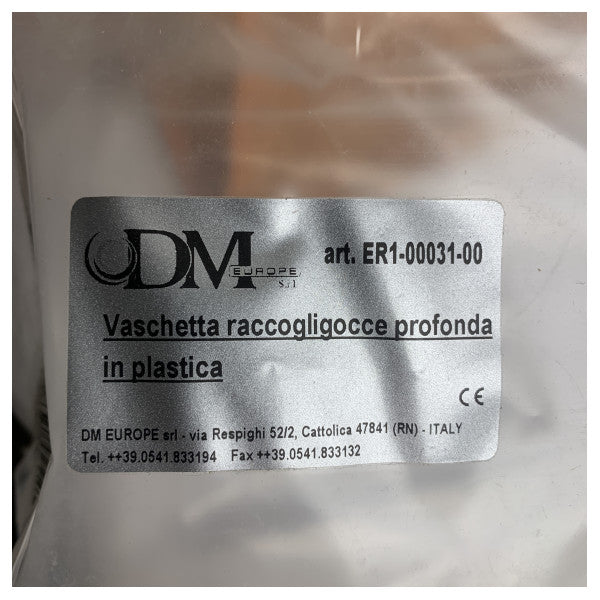 DM EUROPE S.r.l
art. ER1-00031-00
Vaschetta raccogligocce profonda
in plastica
CE
DM EUROPE srl - via Respighi 52/2, Cattolica 47841 (RN) - ITALY
Tel. ++39.0541.833194 Fax ++39.0541.833132